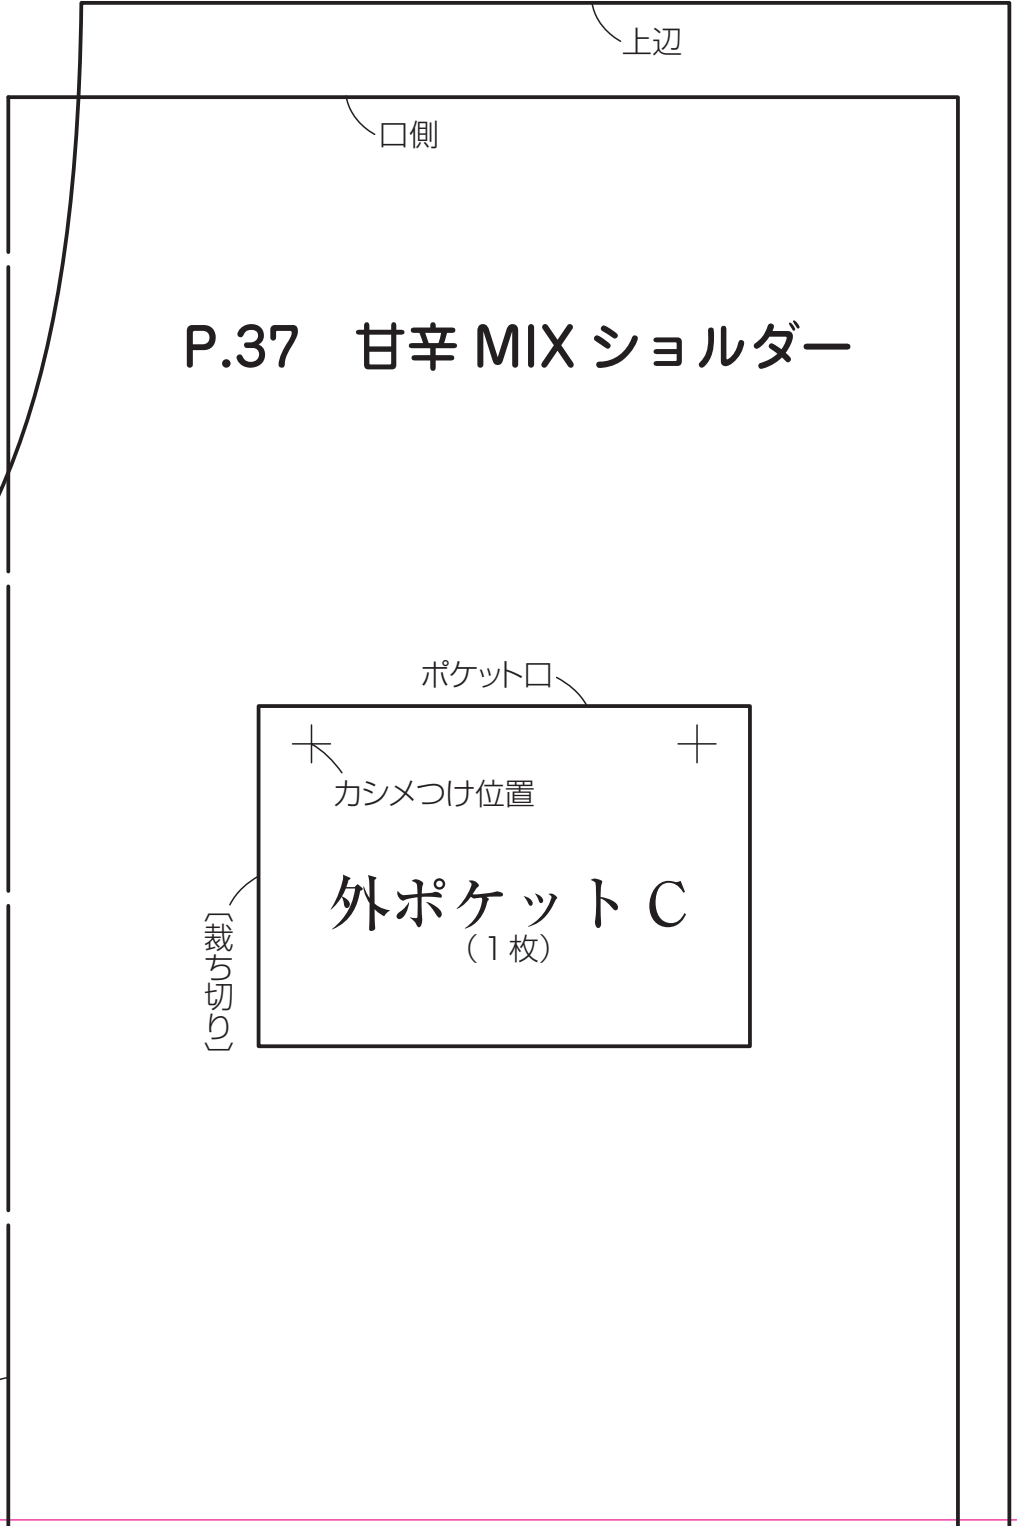 上辺
口側
P.37　甘辛 MIX ショルダー
ポケット口
カシメつけ位置
外ポケット C
（１枚）
〔裁ち切り〕